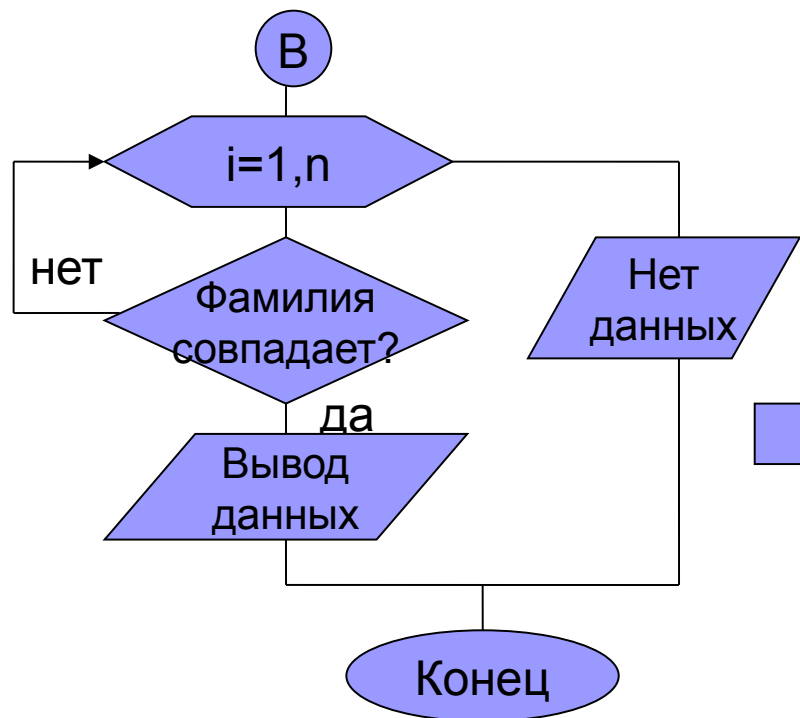 В
i=1,n
нет
Фамилия
совпадает?
Нет
данных
да
Вывод
данных
Конец